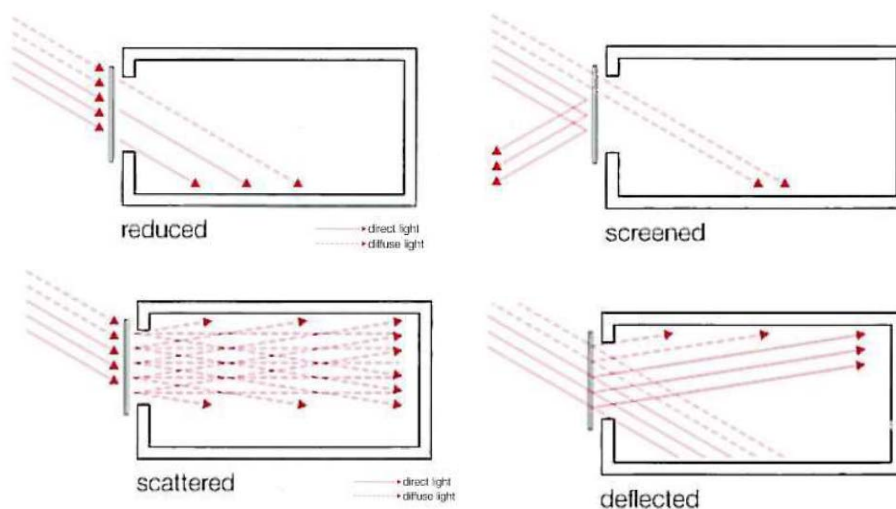 reduced
direct light
diffuse light
screened
scattered
direct light
diffuse light
deflected